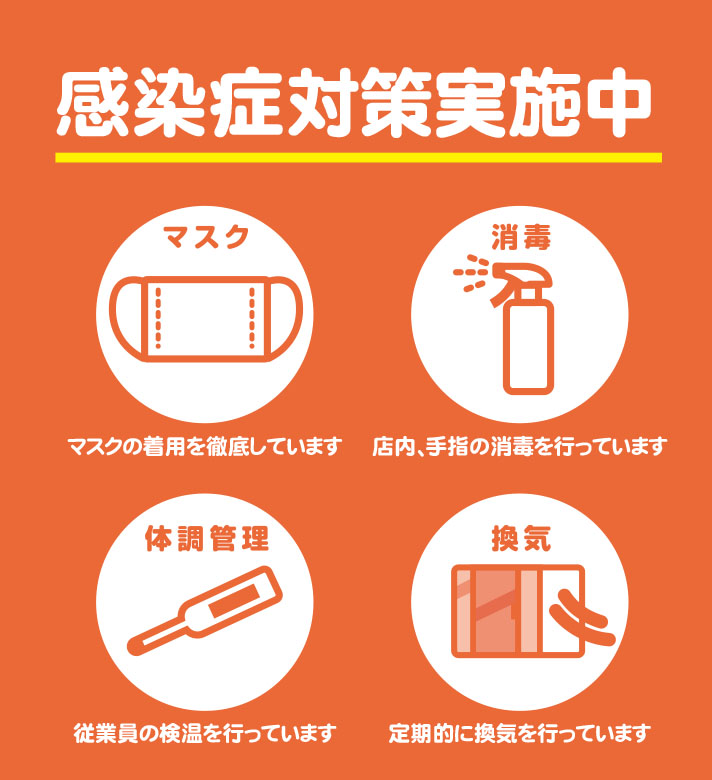 感染症対策実施中
マスク
マスクの着用を徹底しています
消毒
店内、手指の消毒を行っています
体調管理
従業員の検温を行っています
換気
定期的に換気を行っています